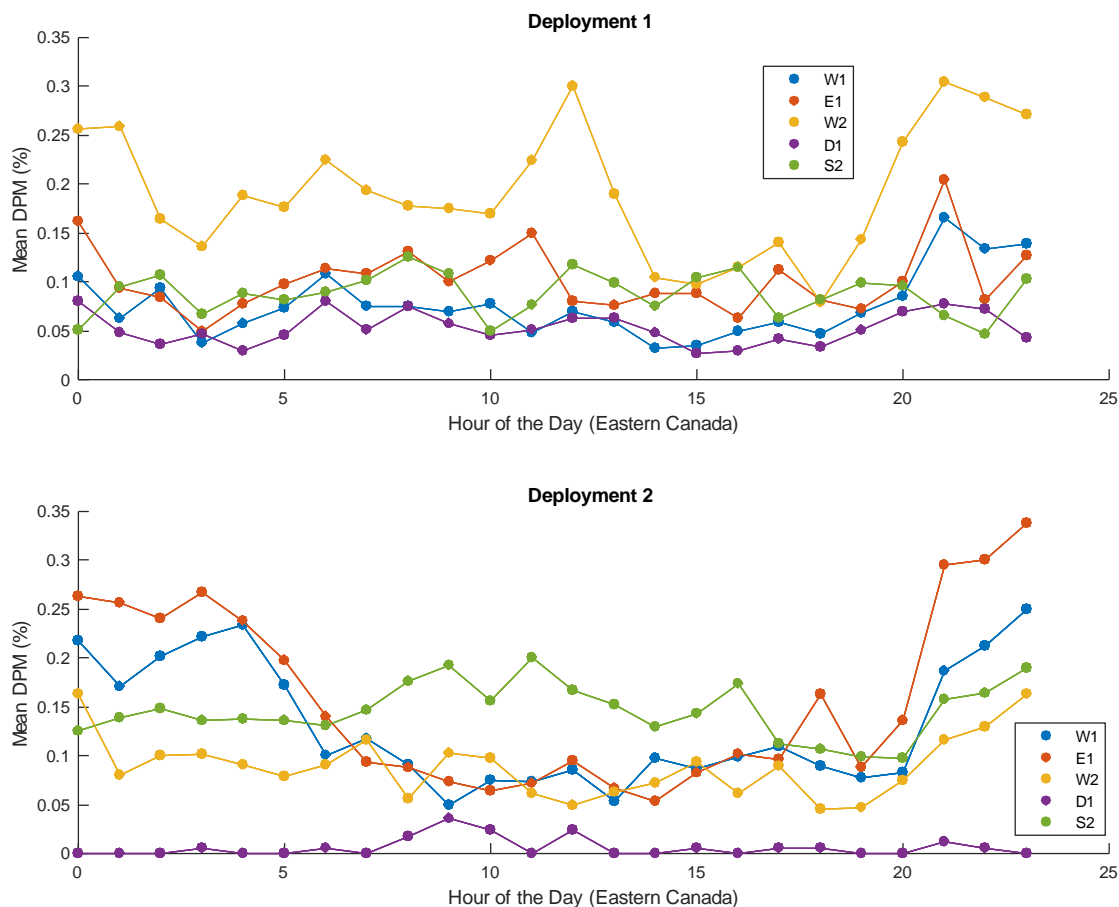 Deployment 1
0.35
0.3
0.25
0.2
0.15
0.1
0.05
0
Mean DPM (%)
W1
E1
W2
D1
S2
0 5 10 15 20 25
Hour of the Day (Eastern Canada)
Deployment 2
0.35
0.3
0.25
0.2
0.15
0.1
0.05
0
Mean DPM (%)
W1
E1
W2
D1
S2
0 5 10 15 20 25
Hour of the Day (Eastern Canada)